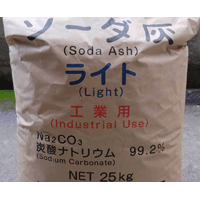 ソーダ灰
(Soda Ash)
ライト
(Light)
工業用
(Industrial Use)
Na₂CO₃
炭酸ナトリウム 99.2%
(Sodium Carbonate)
NET 25kg